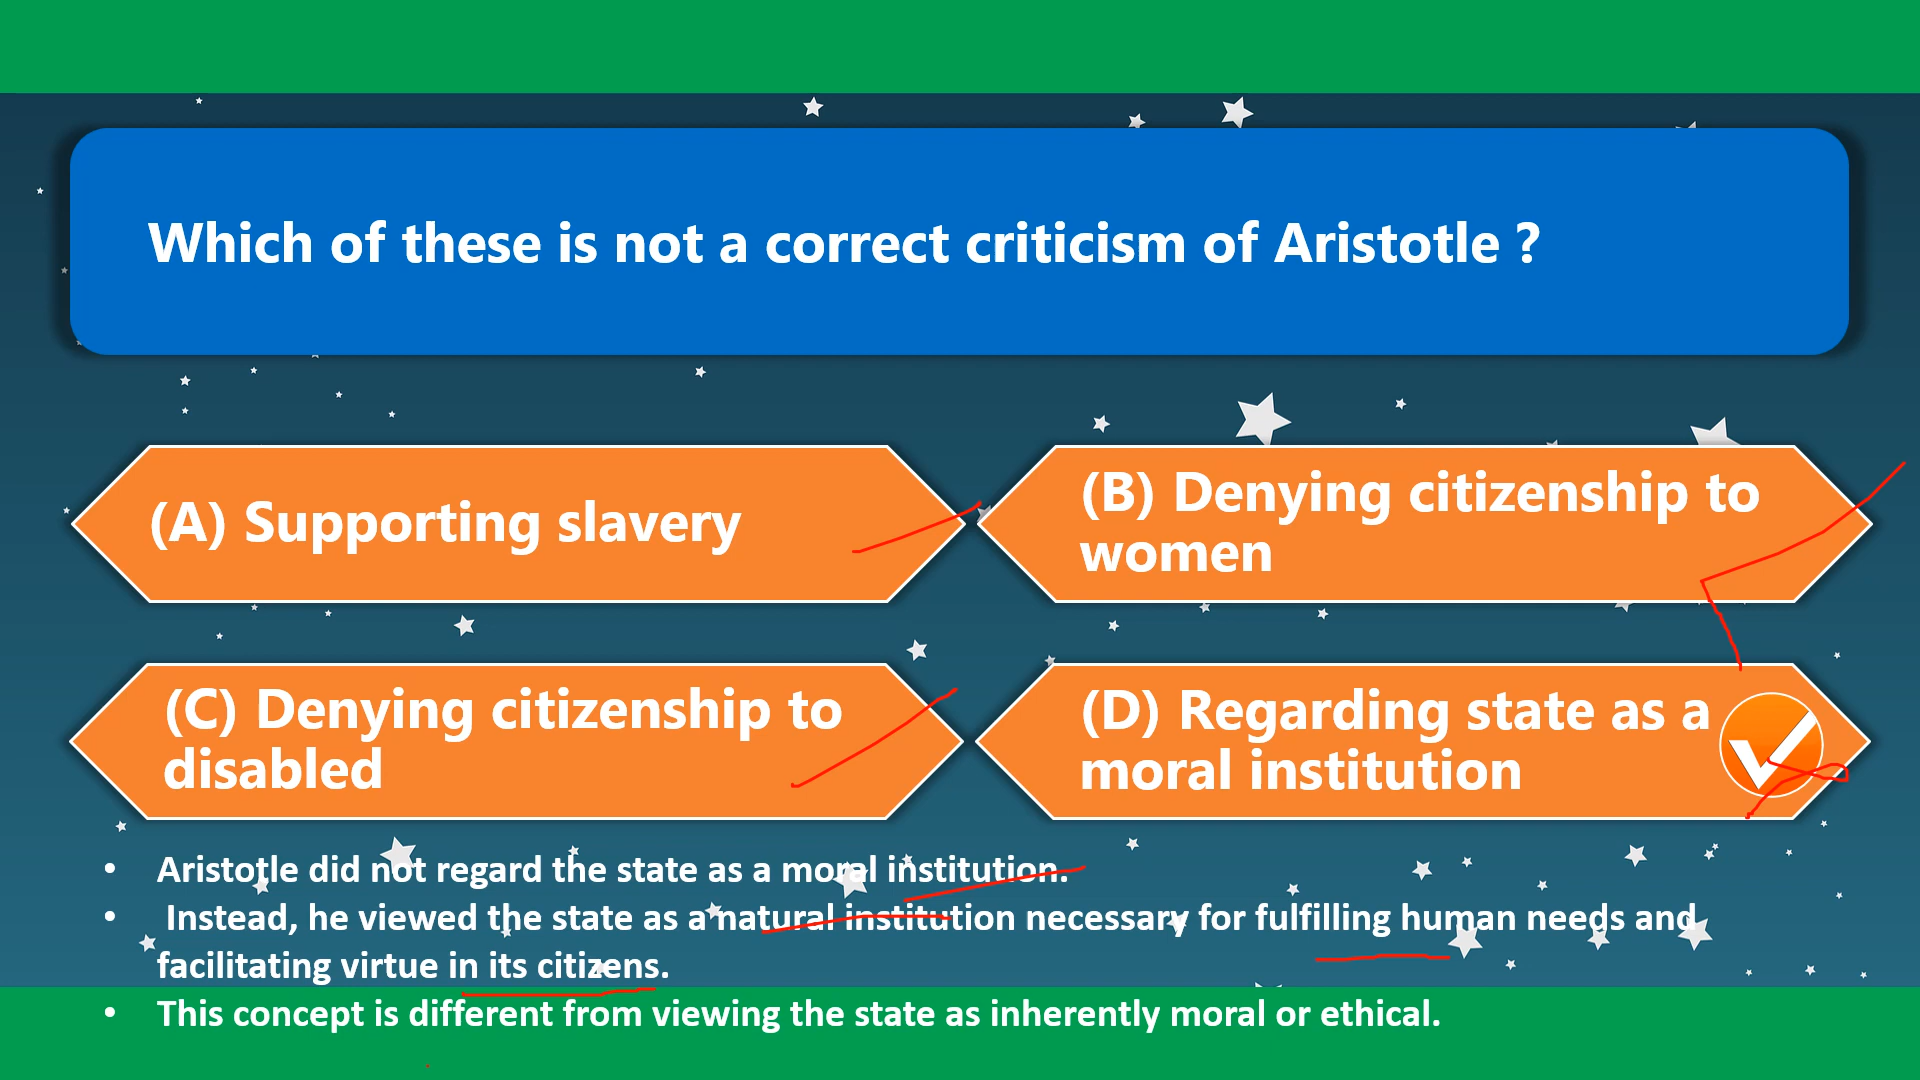 Which of these is not a correct criticism of Aristotle ?
(A) Supporting slavery
(B) Denying citizenship to
women
(C) Denying citizenship to
disabled
(D) Regarding state as a
moral institution
• Aristotle did not regard the state as a moral institution.
• Instead, he viewed the state as a natural institution necessary for fulfilling human needs and
facilitating virtue in its citizens.
• This concept is different from viewing the state as inherently moral or ethical.